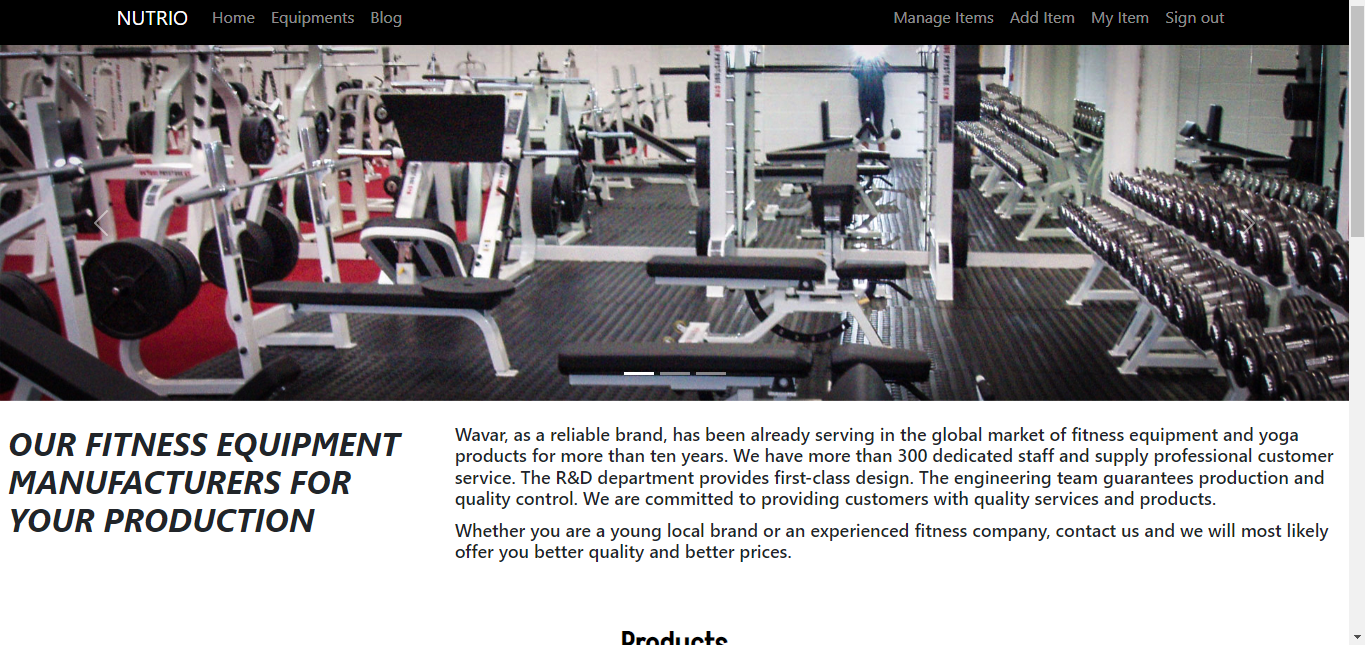 NUTRIO Home Equipments Blog Manage Items Add Item My Item Sign out
OUR FITNESS EQUIPMENT
MANUFACTURERS FOR
YOUR PRODUCTION
Wavar, as a reliable brand, has been already serving in the global market of fitness equipment and yoga
products for more than ten years. We have more than 300 dedicated staff and supply professional customer
service. The R&D department provides first-class design. The engineering team guarantees production and
quality control. We are committed to providing customers with quality services and products.
Whether you are a young local brand or an experienced fitness company, contact us and we will most likely
offer you better quality and better prices.
Products